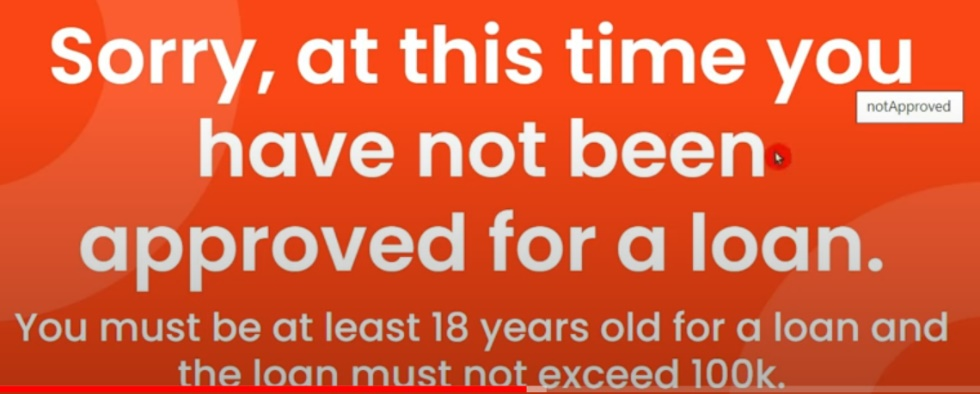 Sorry, at this time you
notApproved
have not been
approved for a loan.
You must be at least 18 years old for a loan and
the loan must not exceed 100k.